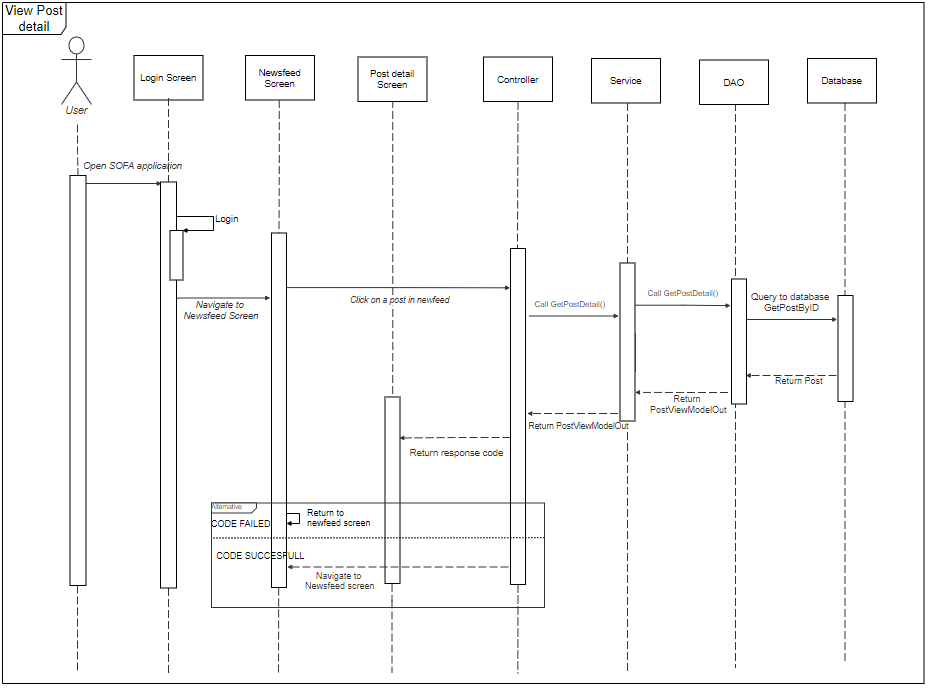 View Post
detail
User
Login Screen
Newsfeed
Screen
Post detail
Screen
Controller
Service
DAO
Database
Open SOFA application
Login
Navigate to
Newsfeed Screen
Click on a post in newfeed
Call GetPostDetail()
Call GetPostDetail()
Query to database
GetPostByID
Return Post
Return
PostViewModelOut
Return PostViewModelOut
Return response code
Alternative
CODE FAILED
Return to
newfeed screen
CODE SUCCESFULL
Navigate to
Newsfeed screen